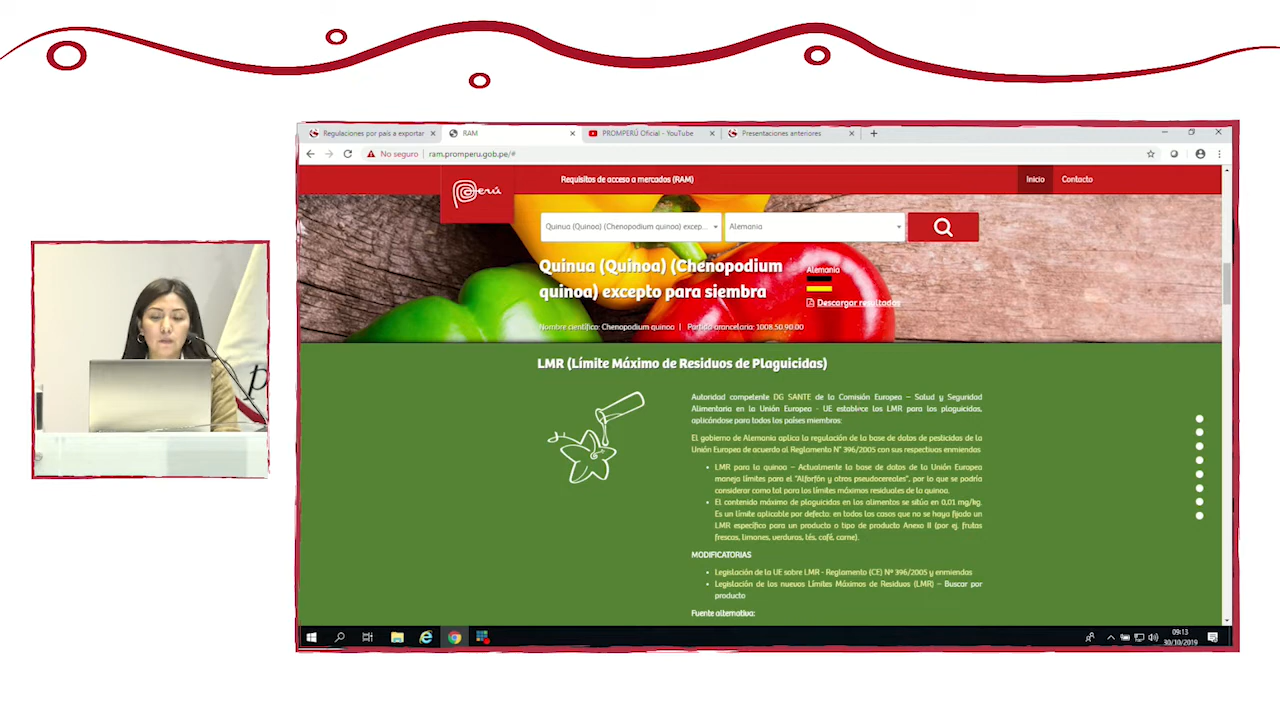 Regulaciones por país a exportar
RAM
PROMPERÚ Oficial - YouTube
Presentaciones anteriores
No seguro
ram.promperu.gob.pe/#
Perú
Requisitos de acceso a mercados (RAM)
Inicio
Contacto
Quinua (Quinoa) (Chenopodium quinoa) excep...
Alemania
Quinua (Quinoa) (Chenopodium
quinoa) excepto para siembra
Alemania
Descargar resultados
Nombre científico: Chenopodium quinoa | Partida arancelaria: 1008.50.90.00
LMR (Límite Máximo de Residuos de Plaguicidas)
Autoridad competente DG SANTE de la Comisión Europea – Salud y Seguridad
Alimentaria en la Unión Europea - UE establece los LMR para los plaguicidas,
aplicándose para todos los países miembros:
El gobierno de Alemania aplica la regulación de la base de datos de pesticidas de la
Unión Europea de acuerdo al Reglamento N° 396/2005 con sus respectivas enmiendas
• LMR para la quinoa – Actualmente la base de datos de la Unión Europea
maneja límites para el "Alforfón y otros pseudocereales", por lo que se podría
considerar como tal para los límites máximos residuales de la quinoa.
• El contenido máximo de plaguicidas en los alimentos se sitúa en 0,01 mg/kg.
Es un límite aplicable por defecto: en todos los casos que no se haya fijado un
LMR específico para un producto o tipo de producto Anexo II (por ej. frutas
frescas, limones, verduras, tés, café, carne).
MODIFICATORIAS
• Legislación de la UE sobre LMR - Reglamento (CE) Nº 396/2005 y enmiendas
• Legislación de los nuevos Límites Máximos de Residuos (LMR) – Buscar por
producto
Fuente alternativa:
09:13
30/10/2019